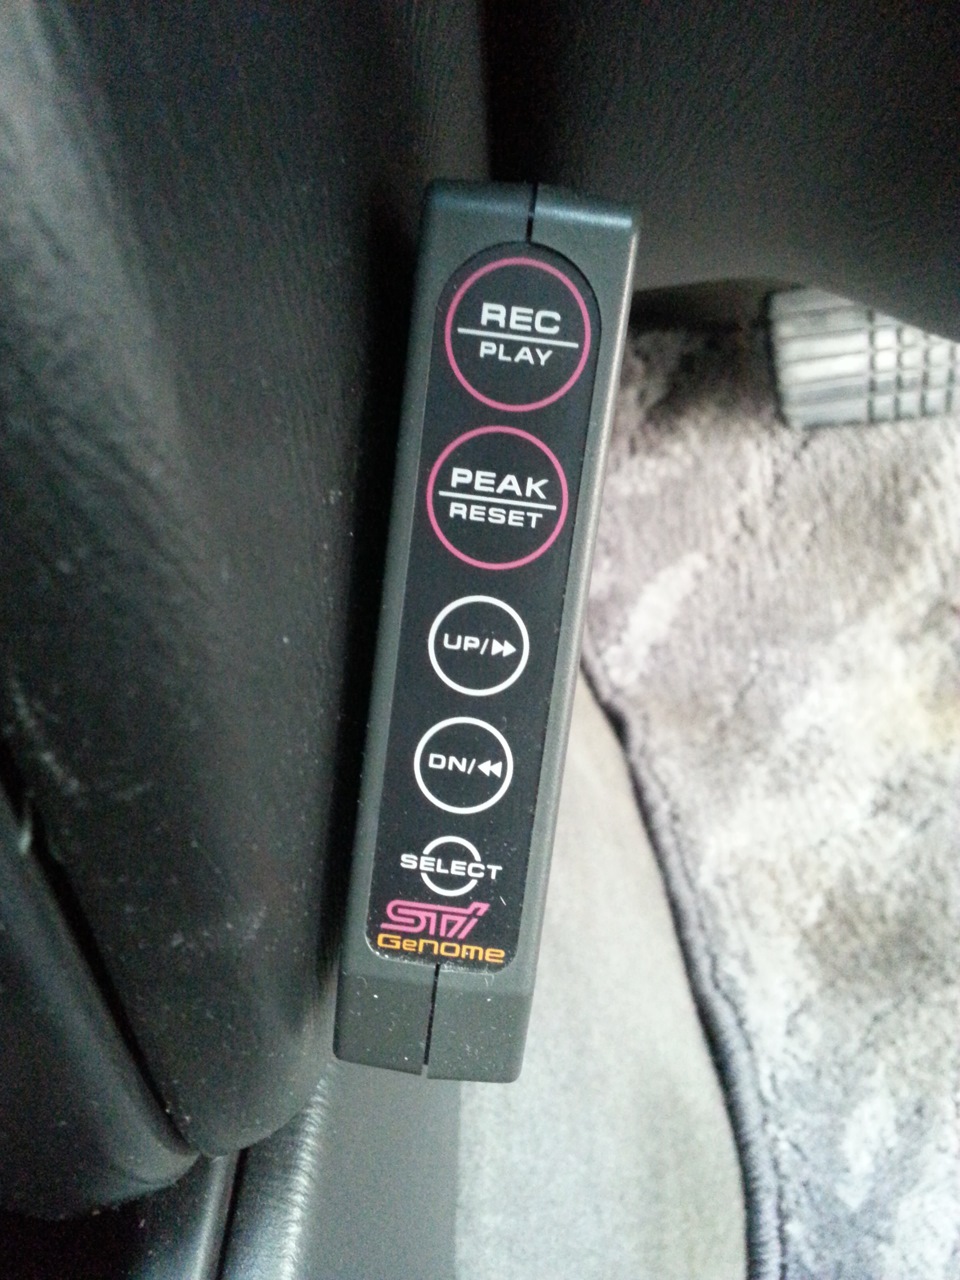 REC
PLAY
PEAK
RESET
UP/
DN/
SELECT
STi
GeNOMe